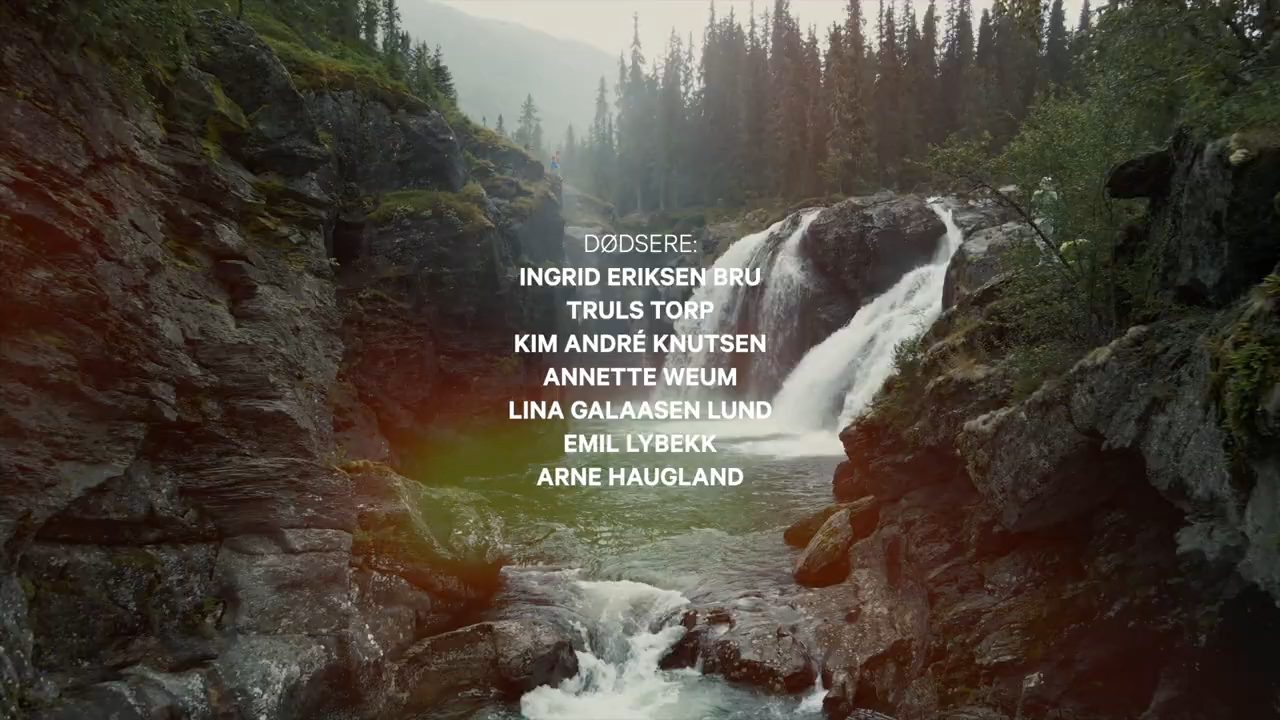 DØDSERE:
INGRID ERIKSEN BRU
TRULS TORP
KIM ANDRÉ KNUTSEN
ANNETTE WEUM
LINA GALAASEN LUND
EMIL LYBEKK
ARNE HAUGLAND